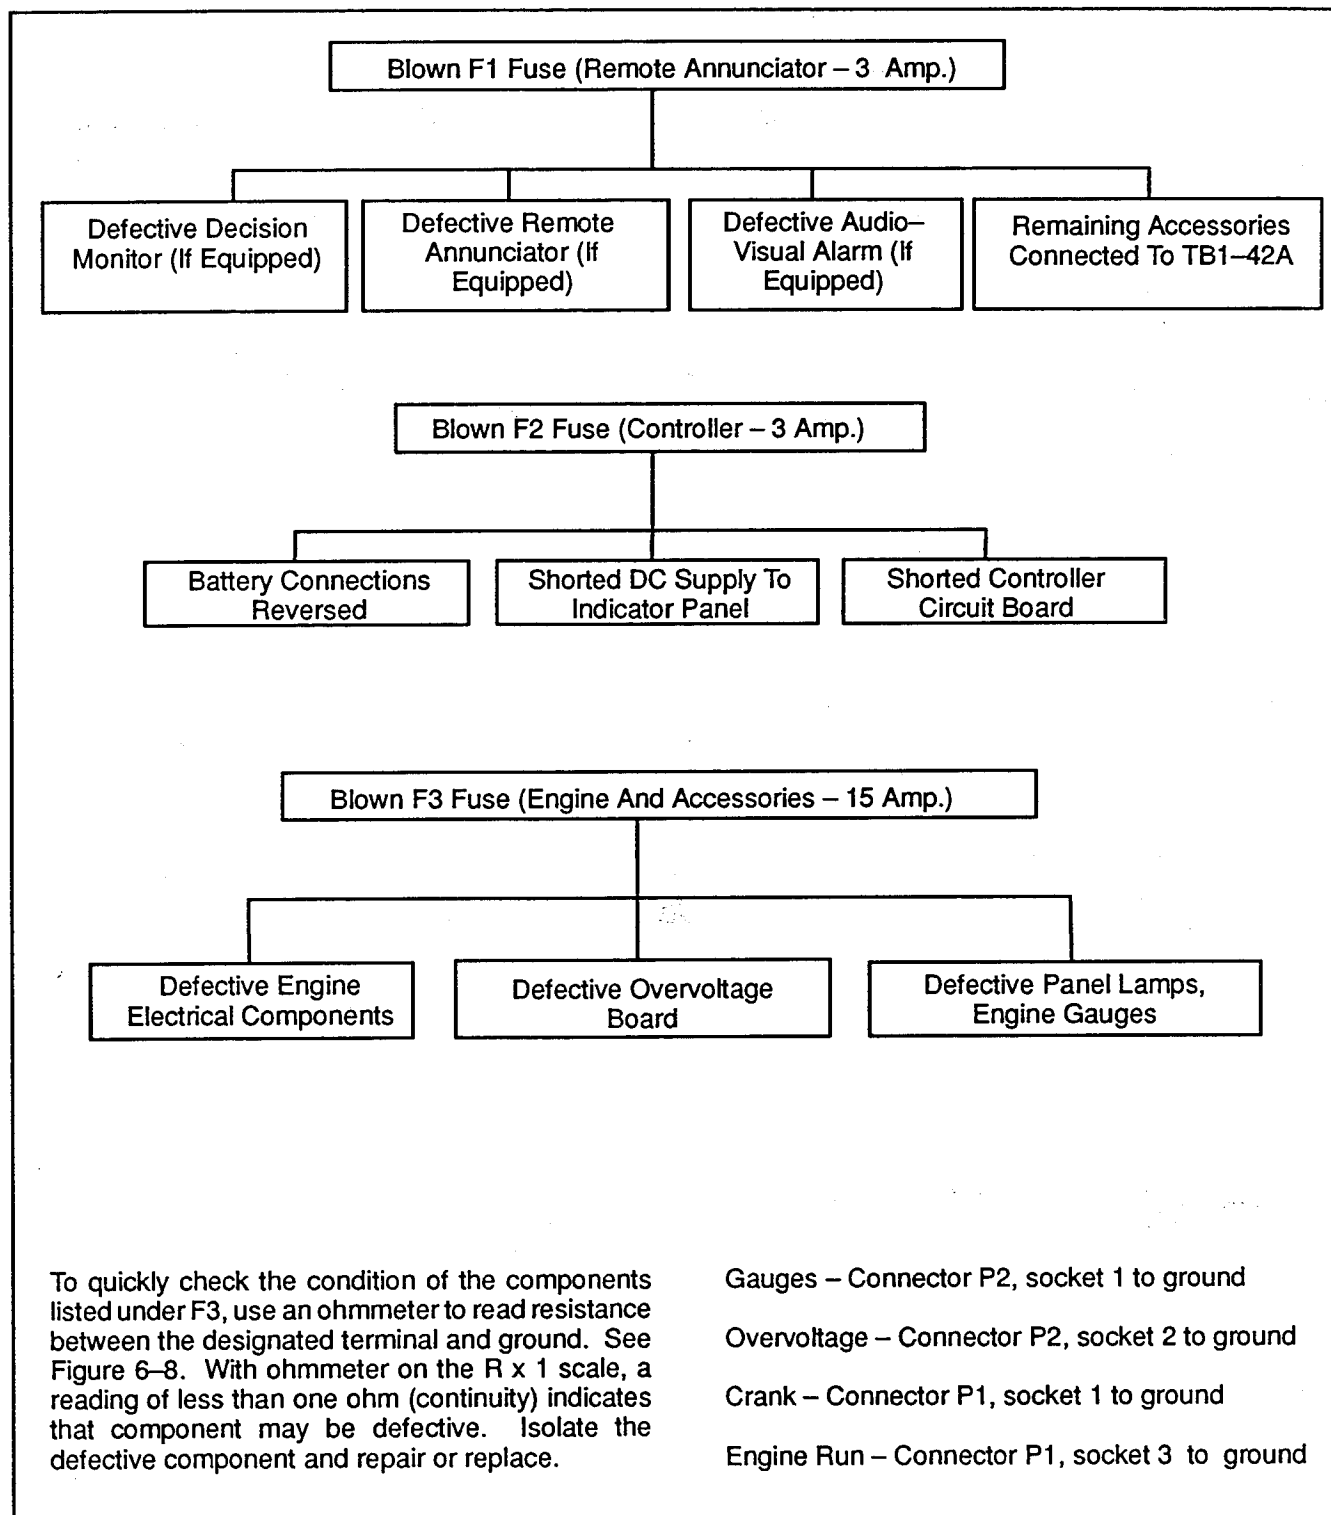 Blown F1 Fuse (Remote Annunciator – 3 Amp.)
Defective Decision
Monitor (If Equipped)
Defective Remote
Annunciator (If
Equipped)
Defective Audio–
Visual Alarm (If
Equipped)
Remaining Accessories
Connected To TB1–42A
Blown F2 Fuse (Controller – 3 Amp.)
Battery Connections
Reversed
Shorted DC Supply To
Indicator Panel
Shorted Controller
Circuit Board
Blown F3 Fuse (Engine And Accessories – 15 Amp.)
Defective Engine
Electrical Components
Defective Overvoltage
Board
Defective Panel Lamps,
Engine Gauges
To quickly check the condition of the components
listed under F3, use an ohmmeter to read resistance
between the designated terminal and ground. See
Figure 6–8. With ohmmeter on the R x 1 scale, a
reading of less than one ohm (continuity) indicates
that component may be defective. Isolate the
defective component and repair or replace.
Gauges – Connector P2, socket 1 to ground
Overvoltage – Connector P2, socket 2 to ground
Crank – Connector P1, socket 1 to ground
Engine Run – Connector P1, socket 3 to ground